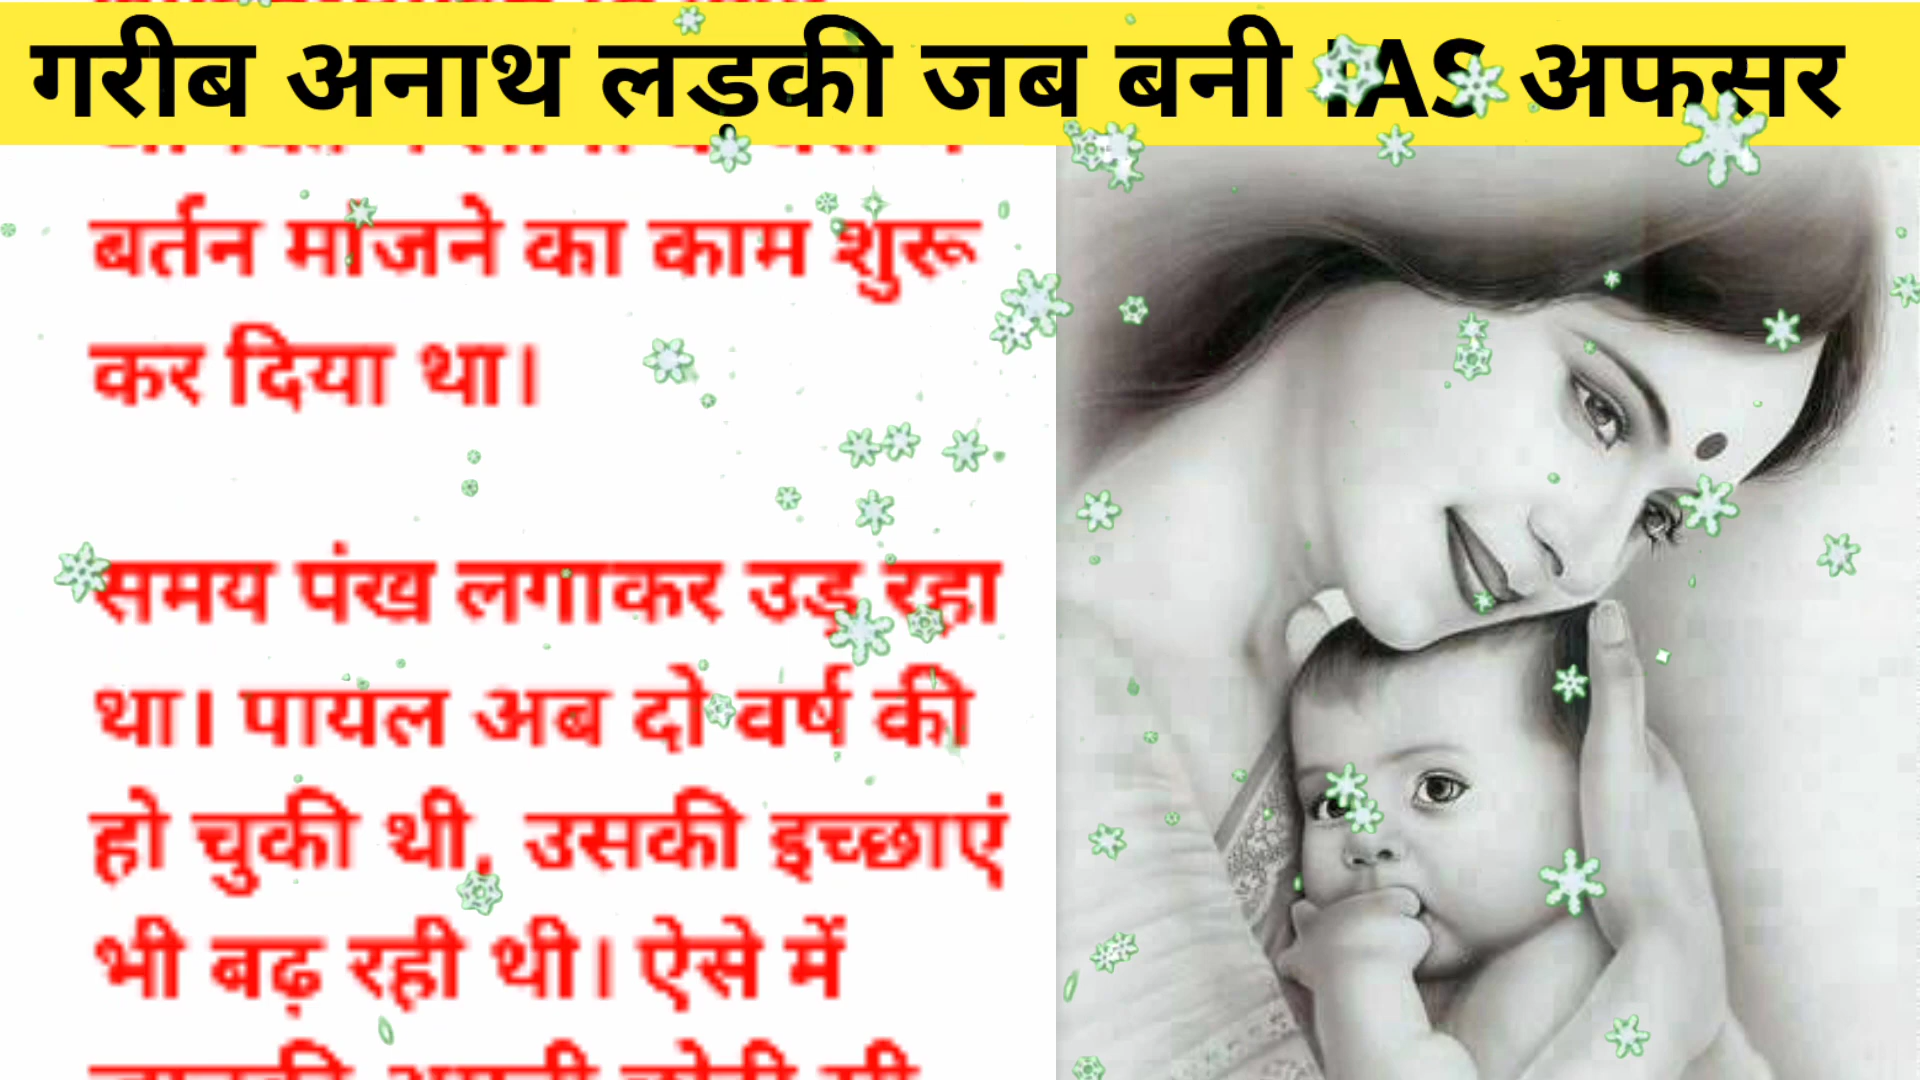 गरीब अनाथ लड़की जब बनी IAS अफसर
बर्तन मांजने का काम शुरू
कर दिया था।
समय पंख लगाकर उड़ रहा
था। पायल अब दो वर्ष की
हो चुकी थी, उसकी इच्छाएं
भी बढ़ रही थी। ऐसे में